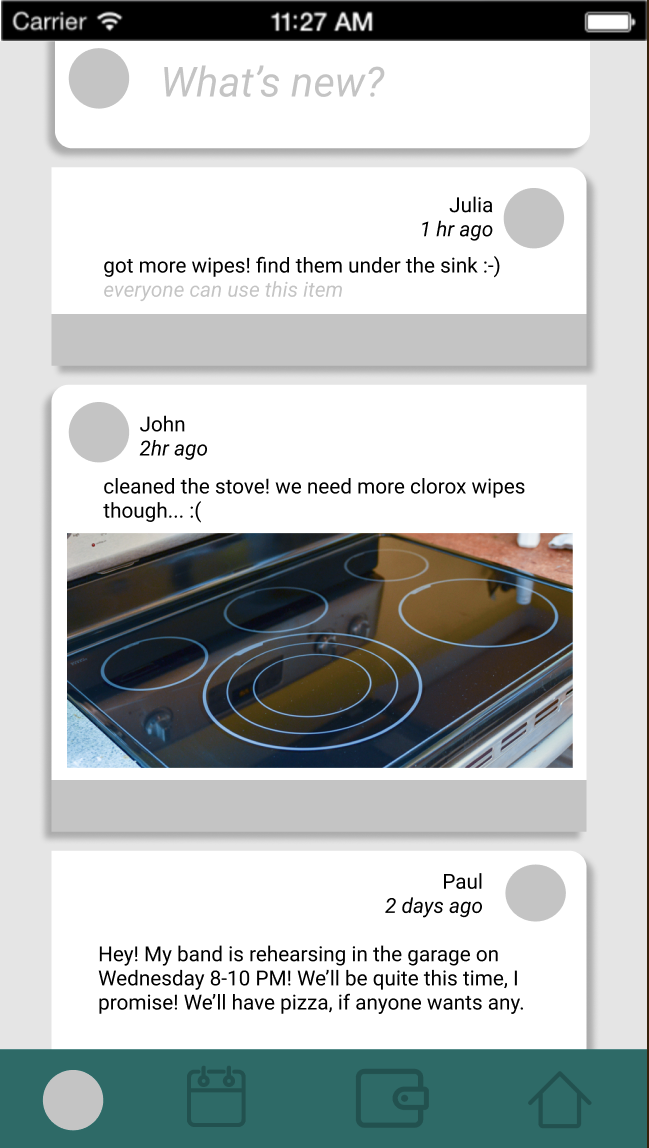 Carrier 11:27 AM
What's new?
Julia
1 hr ago
got more wipes! find them under the sink :-)
everyone can use this item
John
2hr ago
cleaned the stove! we need more clorox wipes
though... :(
Paul
2 days ago
Hey! My band is rehearsing in the garage on
Wednesday 8-10 PM! We'll be quite this time, I
promise! We'll have pizza, if anyone wants any.